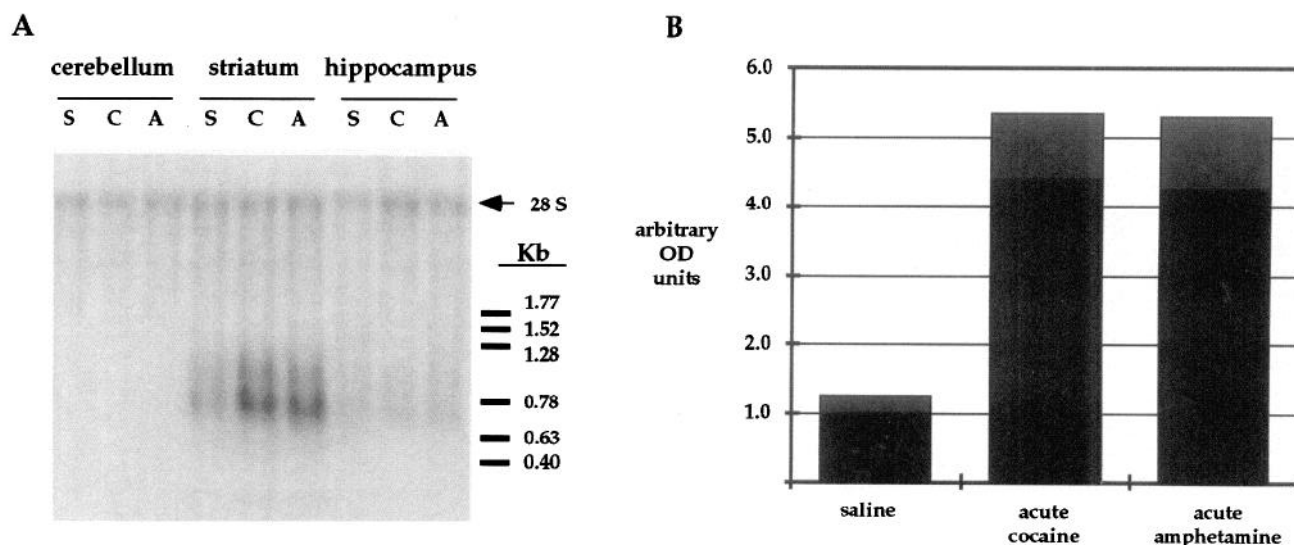 A
cerebellum striatum hippocampus
S C A S C A S C A
28 S
Kb
1.77
1.52
1.28
0.78
0.63
0.40
B
6.0
5.0
4.0
3.0
2.0
1.0
arbitrary
OD
units
saline
acute
cocaine
acute
amphetamine